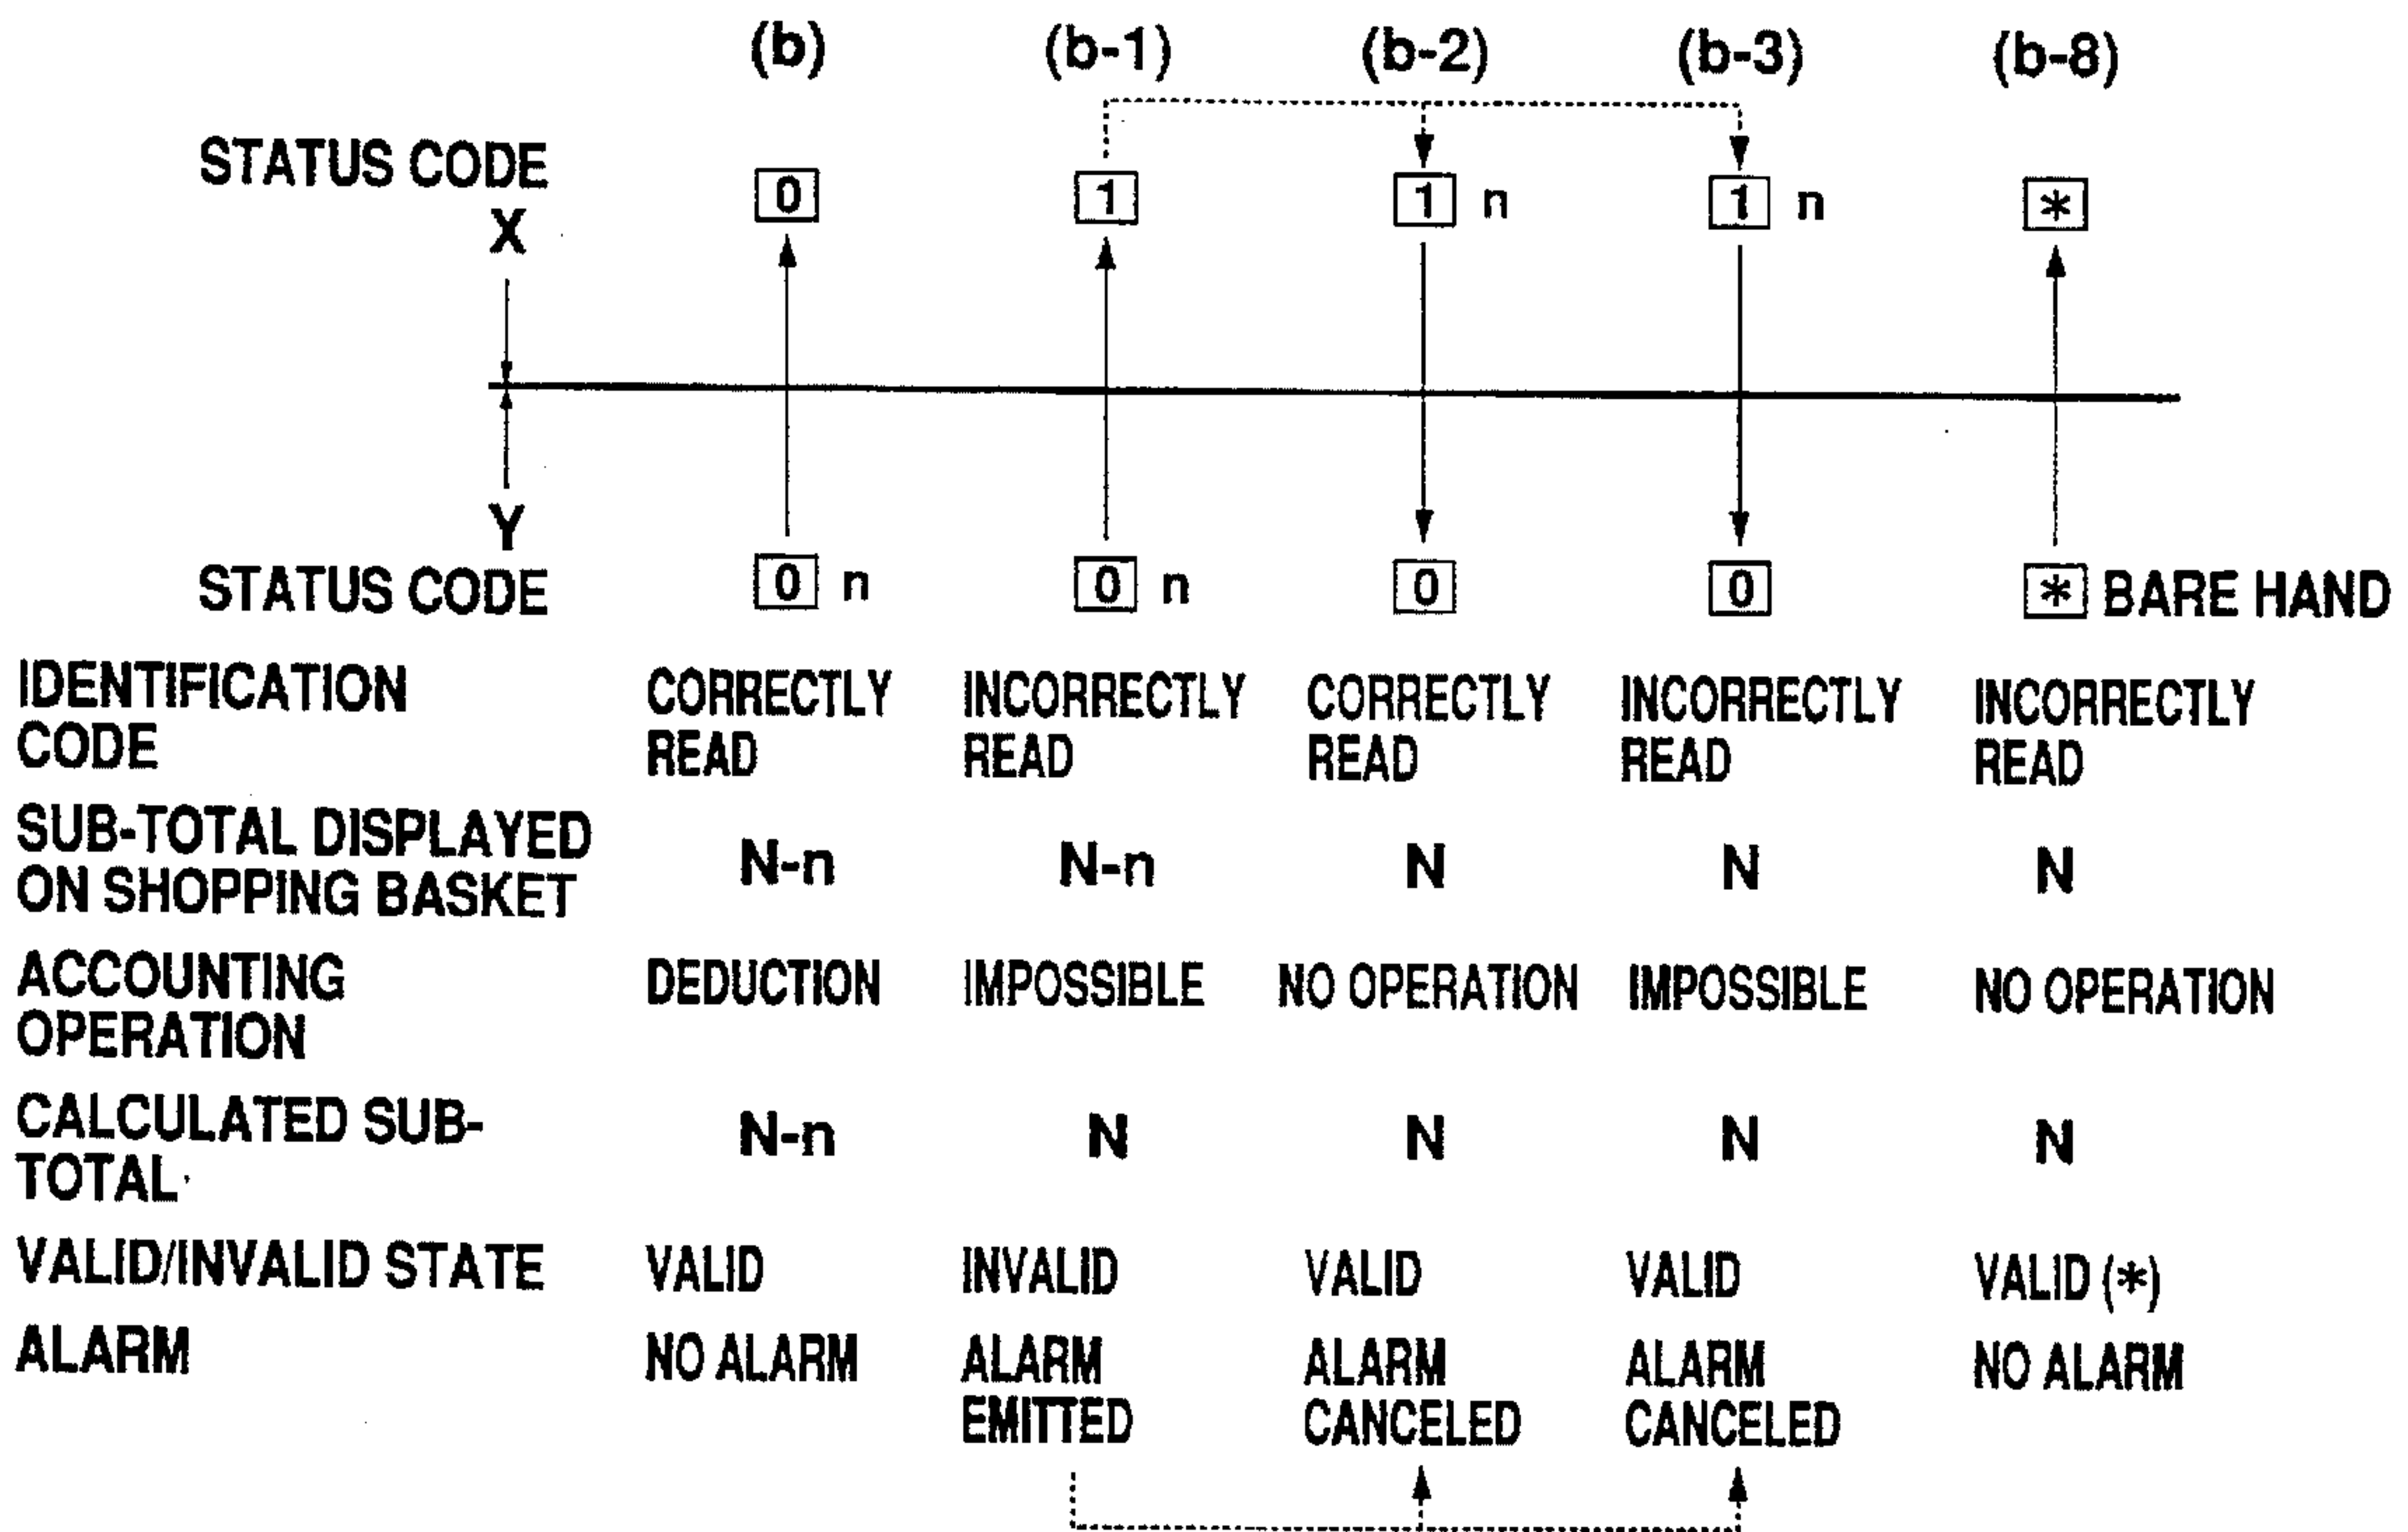 (b) (b-1) (b-2) (b-3) (b-8)
STATUS CODE
X
0 1 1 n 1 n *
Y
STATUS CODE
0 n 0 n 0 0 * BARE HAND
IDENTIFICATION CODE CORRECTLY READ INCORRECTLY READ CORRECTLY READ INCORRECTLY READ INCORRECTLY READ
SUB-TOTAL DISPLAYED ON SHOPPING BASKET N-n N-n N N N
ACCOUNTING OPERATION DEDUCTION IMPOSSIBLE NO OPERATION IMPOSSIBLE NO OPERATION
CALCULATED SUB-TOTAL N-n N N N N
VALID/INVALID STATE VALID INVALID VALID VALID VALID (*)
ALARM NO ALARM ALARM EMITTED ALARM CANCELED ALARM CANCELED NO ALARM